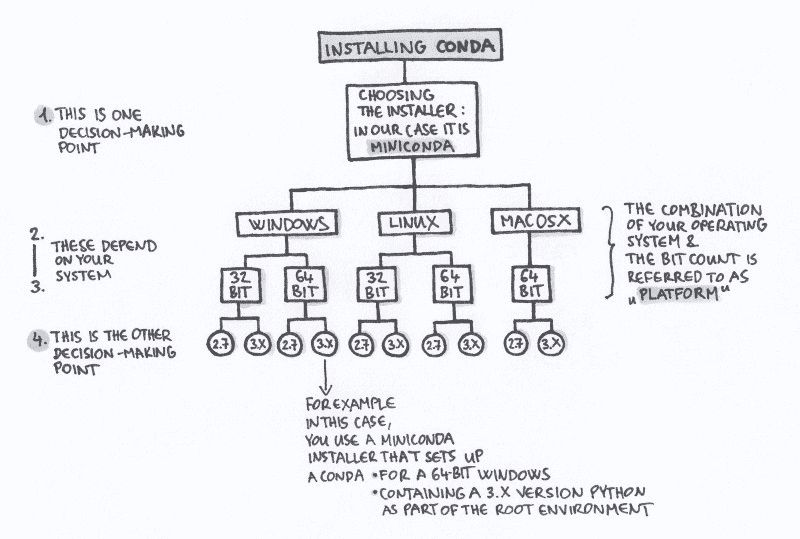 INSTALLING CONDA
CHOOSING
THE INSTALLER:
IN OUR CASE IT IS
MINICONDA
1. THIS IS ONE
DECISION-MAKING
POINT
WINDOWS
LINUX
MACOSX
THE COMBINATION
OF YOUR OPERATING
SYSTEM &
THE BIT COUNT IS
REFERRED TO AS
„PLATFORM“
2.
3.
THESE DEPEND
ON YOUR
SYSTEM
32
BIT
64
BIT
32
BIT
64
BIT
64
BIT
4. THIS IS THE OTHER
DECISION-MAKING
POINT
2.7
3.X
2.7
3.X
2.7
3.X
2.7
3.X
2.7
3.X
FOR EXAMPLE
IN THIS CASE,
YOU USE A MINICONDA
INSTALLER THAT SETS UP
A CONDA • FOR A 64-BIT WINDOWS
• CONTAINING A 3.X VERSION PYTHON
AS PART OF THE ROOT ENVIRONMENT